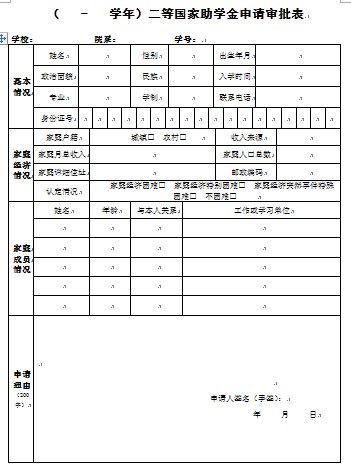 （ － 学年）二等国家助学金申请审批表
学校： 院系： 学号：
基本情况
姓名 性别 出生年月
政治面貌 民族 入学时间
专业 学制 联系电话
身份证号
家庭经济情况
家庭户籍 城镇□ 农村□ 收入来源
家庭月总收入 家庭人口总数
家庭详细住址 邮政编码
认定情况 家庭经济困难□ 家庭经济特别困难□ 家庭经济突然事件特殊
困难□ 不困难□
家庭成员情况
姓名 年龄 与本人关系 工作或学习单位
申请理由
（200字）
申请人签名（手签）：
年 月 日